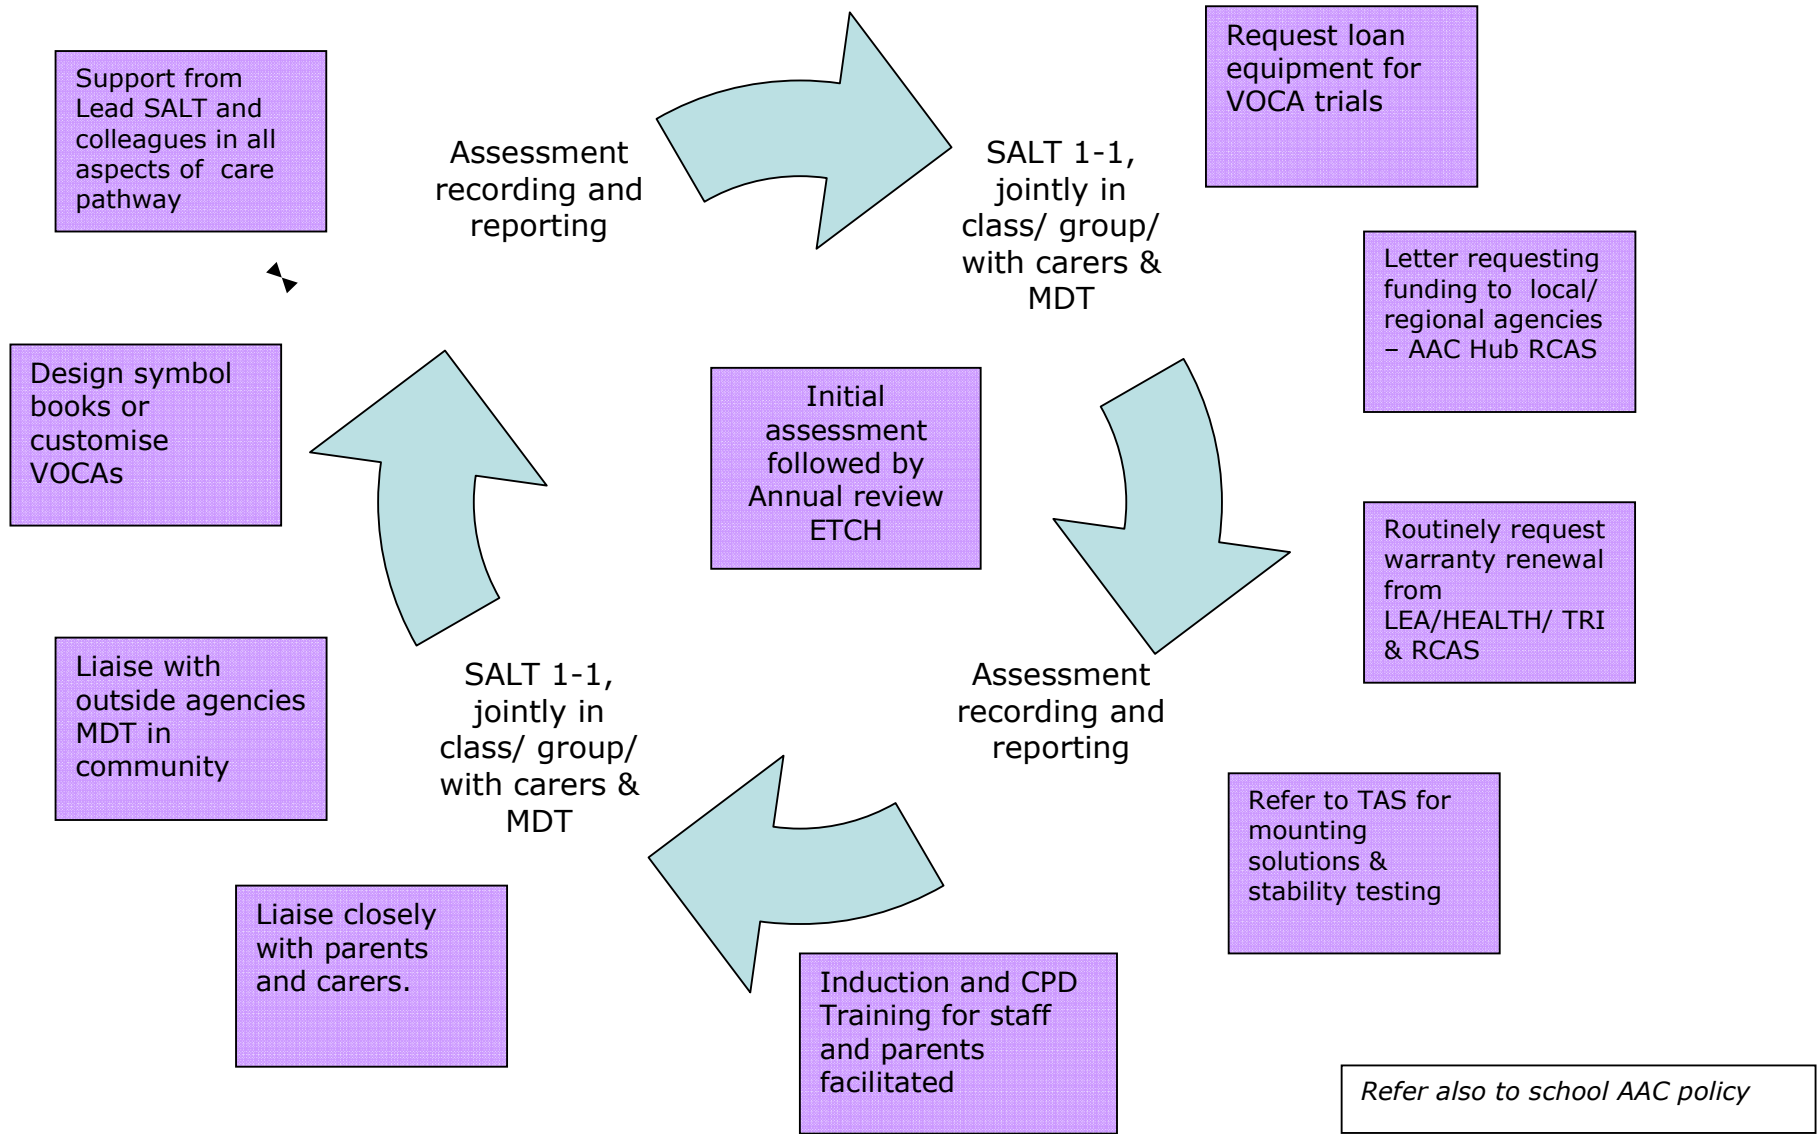 Support from
Lead SALT and
colleagues in all
aspects of care
pathway
Assessment
recording and
reporting
SALT 1-1,
jointly in
class/ group/
with carers &
MDT
Request loan
equipment for
VOCA trials
Letter requesting
funding to local/
regional agencies
– AAC Hub RCAS
Design symbol
books or
customise
VOCAs
Initial
assessment
followed by
Annual review
ETCH
Routinely request
warranty renewal
from
LEA/HEALTH/ TRI
& RCAS
Liaise with
outside agencies
MDT in
community
SALT 1-1,
jointly in
class/ group/
with carers &
MDT
Assessment
recording and
reporting
Refer to TAS for
mounting
solutions &
stability testing
Liaise closely
with parents
and carers.
Induction and CPD
Training for staff
and parents
facilitated
Refer also to school AAC policy